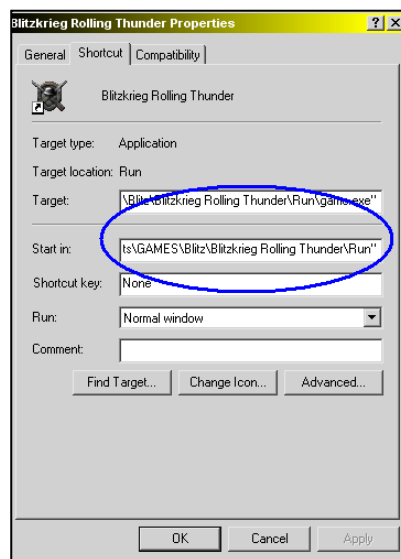 Blitzkrieg Rolling Thunder Properties ? X
General Shortcut Compatibility
Blitzkrieg Rolling Thunder
Target type: Application
Target location: Run
Target: \Blitz\Blitzkrieg Rolling Thunder\Run\game.exe"
Start in: ts\GAMES\Blitz\Blitzkrieg Rolling Thunder\Run"
Shortcut key: None
Run: Normal window
Comment:
Find Target... Change Icon... Advanced...
OK Cancel Apply